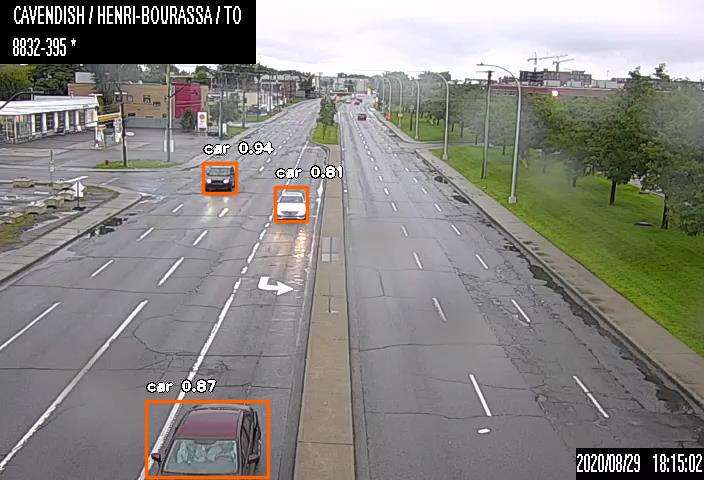 CAVENDISH / HENRI-BOURASSA / TO
8832-395 *
car 0.94
car 0.81
car 0.87
2020/08/29 18:15:02